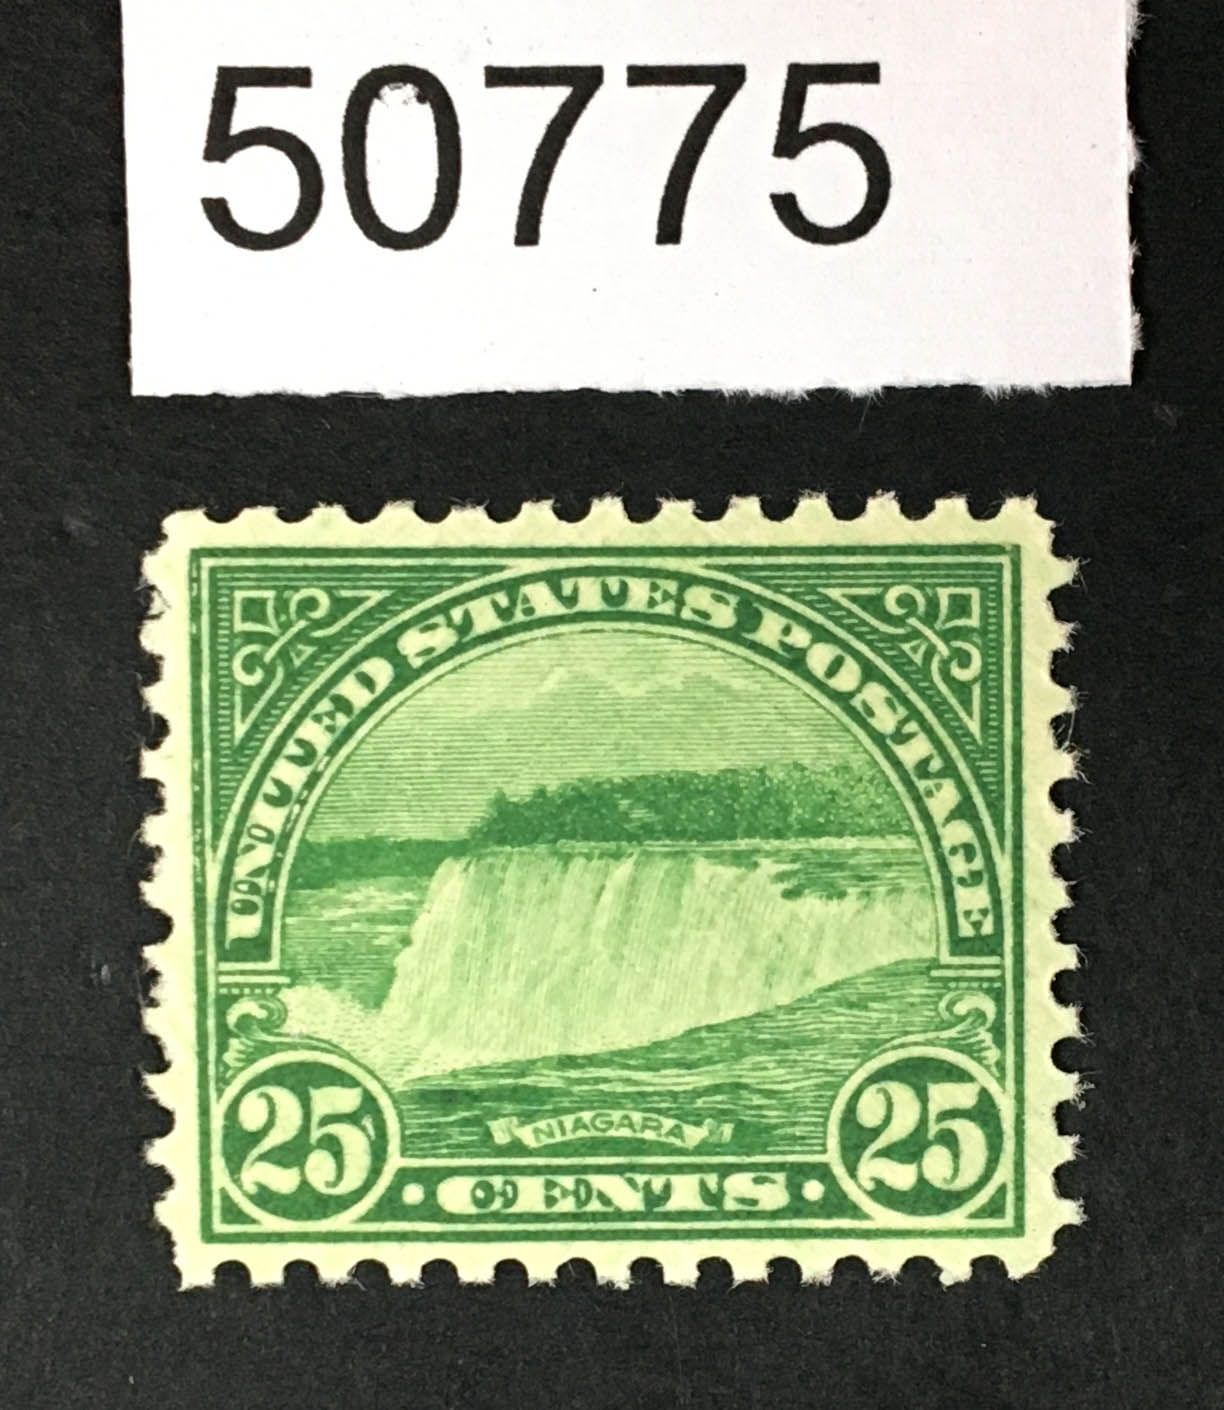 50775
UNITED STATES POSTAGE
NIAGARA
25 CENTS 25